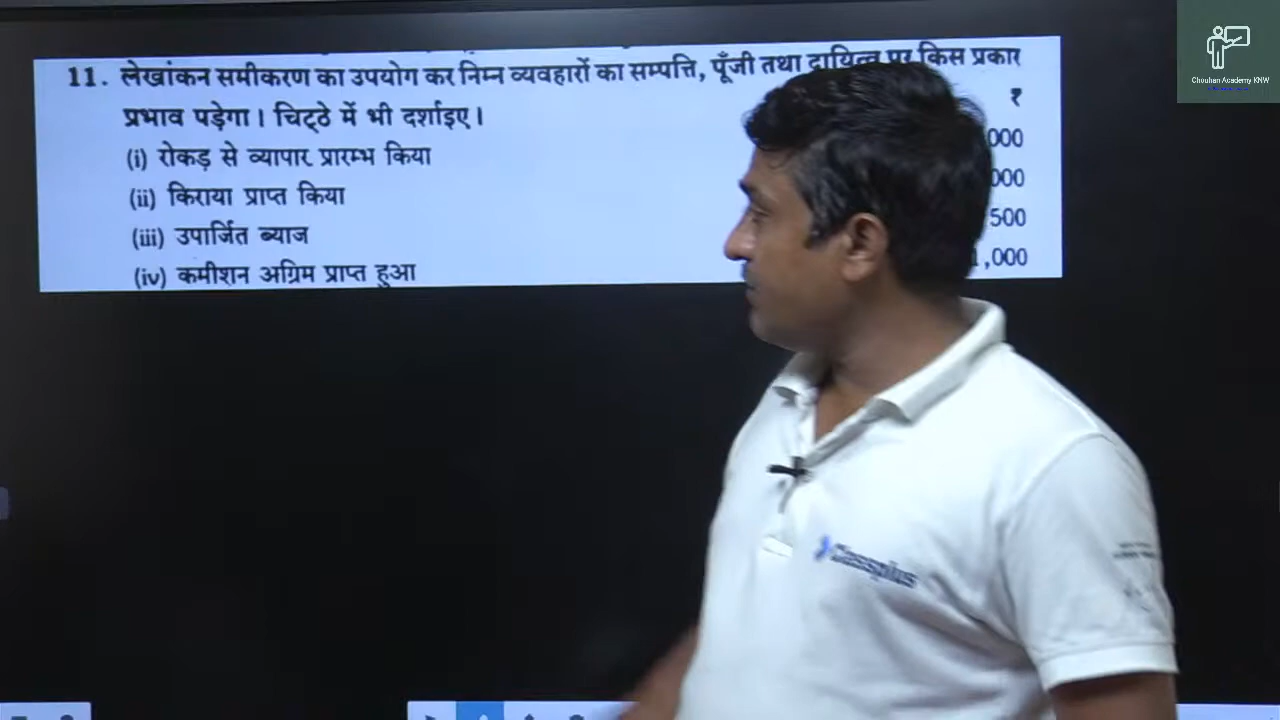 11. लेखांकन समीकरण का उपयोग कर निम्न व्यवहारों का सम्पत्ति, पूँजी तथा दायित्व पर किस प्रकार
₹
प्रभाव पड़ेगा। चिट्ठे में भी दर्शाइए।
(i) रोकड़ से व्यापार प्रारम्भ किया 000
(ii) किराया प्राप्त किया 000
(iii) उपार्जित ब्याज 500
(iv) कमीशन अग्रिम प्राप्त हुआ 1,000
Chouhan Academy KNW
Classplus